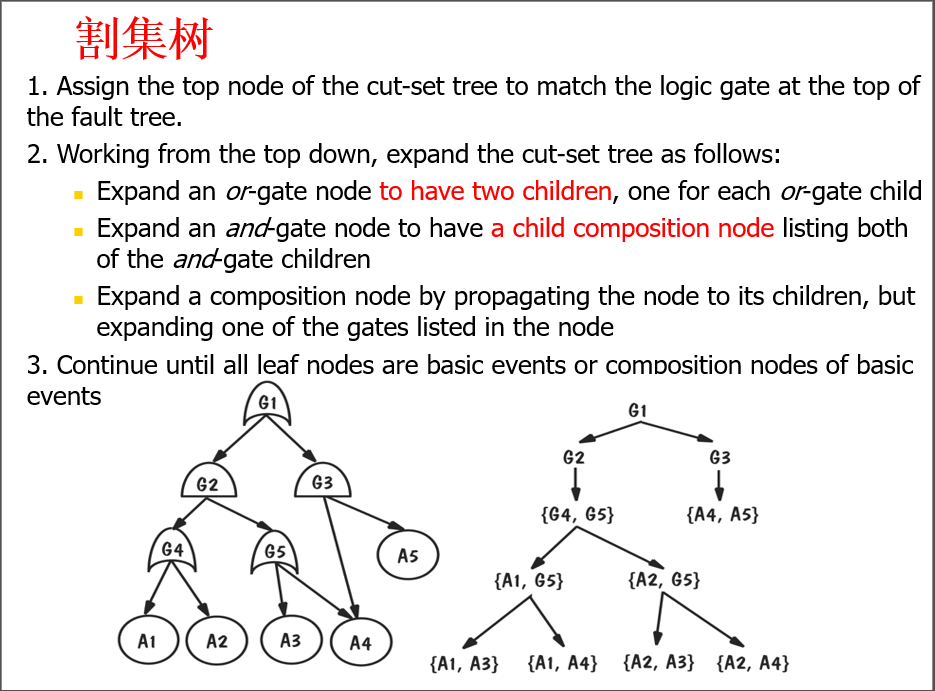 割集树
1. Assign the top node of the cut-set tree to match the logic gate at the top of
the fault tree.
2. Working from the top down, expand the cut-set tree as follows:
Expand an or-gate node to have two children, one for each or-gate child
Expand an and-gate node to have a child composition node listing both
of the and-gate children
Expand a composition node by propagating the node to its children, but
expanding one of the gates listed in the node
3. Continue until all leaf nodes are basic events or composition nodes of basic
events
G1
G2 G3
G4 G5 A5
A1 A2 A3 A4
G1
G2 G3
{G4, G5} {A4, A5}
{A1, G5} {A2, G5}
{A1, A3} {A1, A4} {A2, A3} {A2, A4}